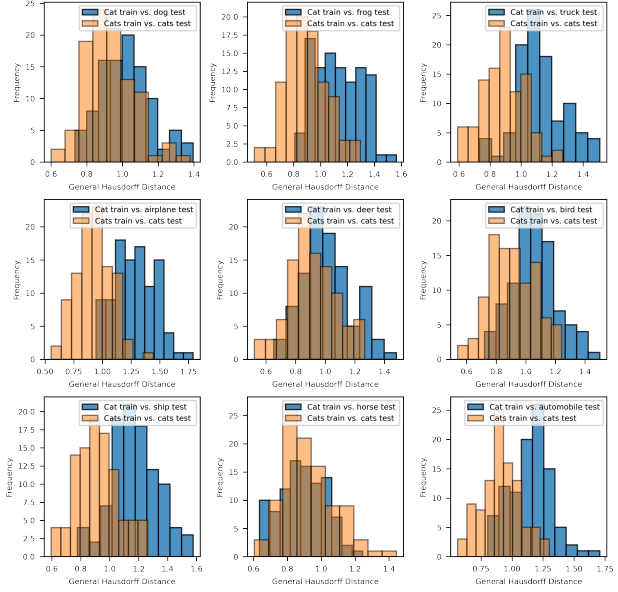 Cat train vs. dog test
Cats train vs. cats test
Frequency
0
5
10
15
20
25
0.6 0.8 1.0 1.2 1.4
General Hausdorff Distance
Cat train vs. frog test
Cats train vs. cats test
Frequency
0.0
2.5
5.0
7.5
10.0
12.5
15.0
17.5
20.0
0.6 0.8 1.0 1.2 1.4 1.6
General Hausdorff Distance
Cat train vs. truck test
Cats train vs. cats test
Frequency
0
5
10
15
20
25
0.6 0.8 1.0 1.2 1.4
General Hausdorff Distance
Cat train vs. airplane test
Cats train vs. cats test
Frequency
0
5
10
15
20
0.50 0.75 1.00 1.25 1.50 1.75
General Hausdorff Distance
Cat train vs. deer test
Cats train vs. cats test
Frequency
0
5
10
15
20
0.6 0.8 1.0 1.2 1.4
General Hausdorff Distance
Cat train vs. bird test
Cats train vs. cats test
Frequency
0
5
10
15
20
0.6 0.8 1.0 1.2 1.4
General Hausdorff Distance
Cat train vs. ship test
Cats train vs. cats test
Frequency
0.0
2.5
5.0
7.5
10.0
12.5
15.0
17.5
20.0
0.6 0.8 1.0 1.2 1.4 1.6
General Hausdorff Distance
Cat train vs. horse test
Cats train vs. cats test
Frequency
0
5
10
15
20
25
0.6 0.8 1.0 1.2 1.4
General Hausdorff Distance
Cat train vs. automobile test
Cats train vs. cats test
Frequency
0
5
10
15
20
25
0.75 1.00 1.25 1.50 1.75
General Hausdorff Distance